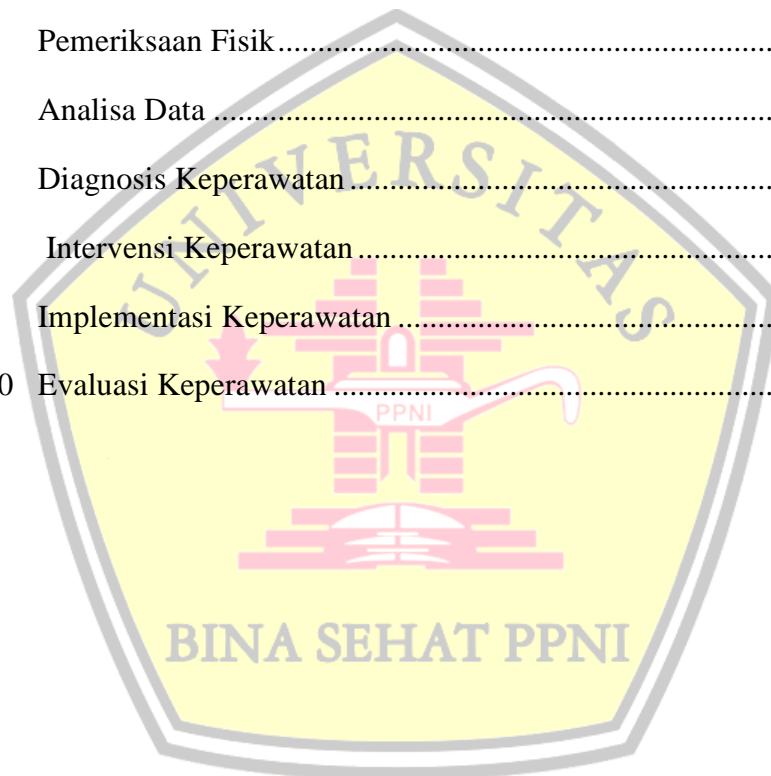 Pemeriksaan Fisik........................................................
Analisa Data ........................................................
Diagnosis Keperawatan........................................................
Intervensi Keperawatan........................................................
Implementasi Keperawatan ........................................................
0 Evaluasi Keperawatan ........................................................
UNIVERSITAS
PPNI
BINA SEHAT PPNI